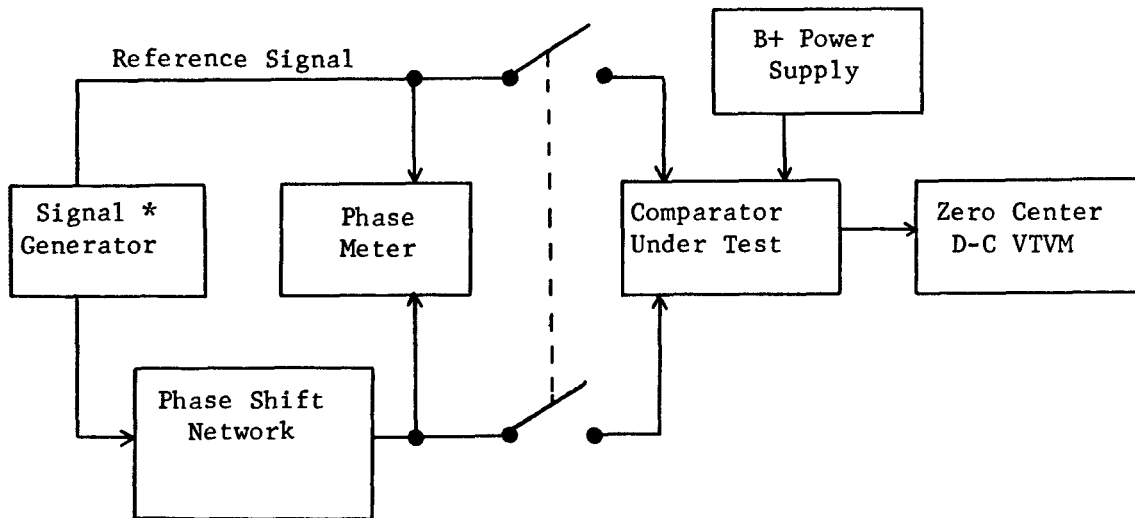 Reference Signal
B+ Power
Supply
Signal *
Generator
Phase
Meter
Comparator
Under Test
Zero Center
D-C VTVM
Phase Shift
Network